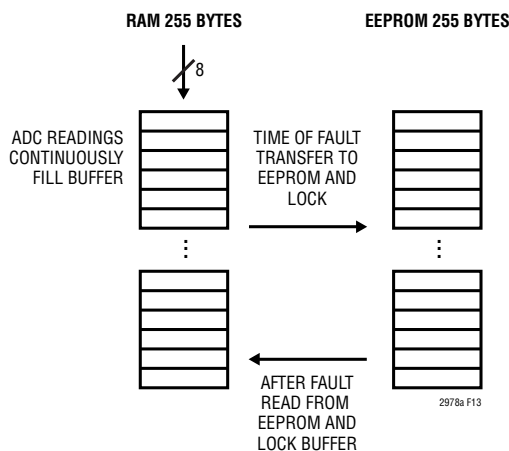 RAM 255 BYTES
EEPROM 255 BYTES
8
ADC READINGS
CONTINUOUSLY
FILL BUFFER
TIME OF FAULT
TRANSFER TO
EEPROM AND
LOCK
AFTER FAULT
READ FROM
EEPROM AND
LOCK BUFFER
2978a F13